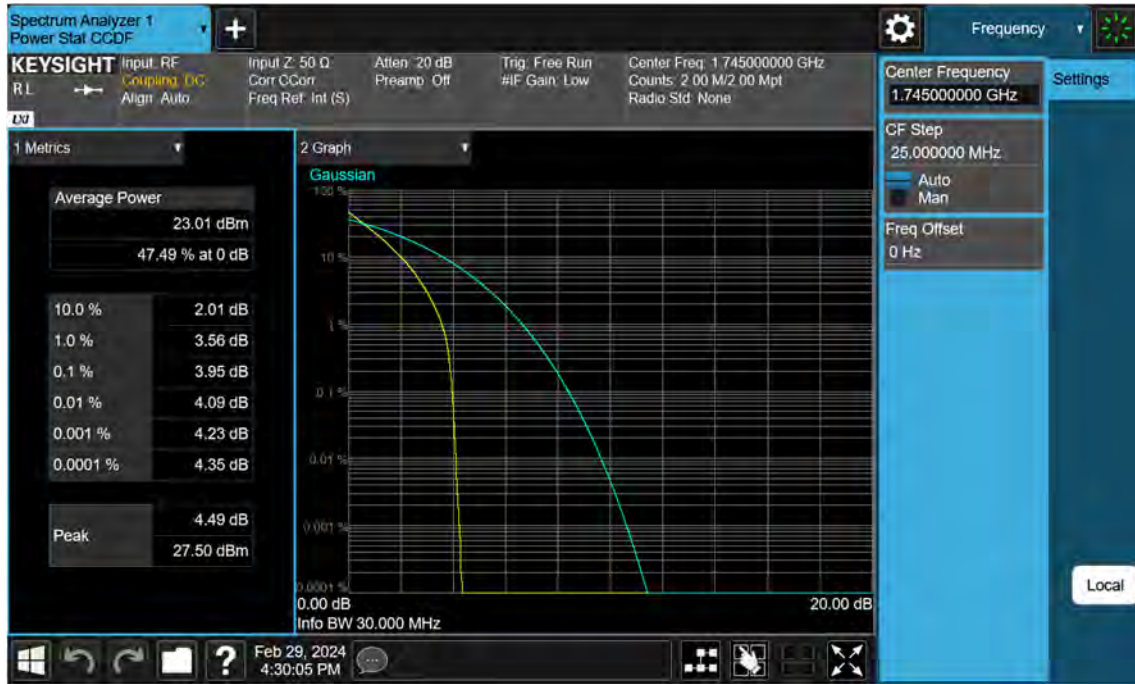 Spectrum Analyzer 1
Power Stat CCDF
+
Frequency
KEYSIGHT
RL
LXI
Input: RF
Coupling: DC
Align: Auto
Input Z: 50 Ω
Corr CCorr
Freq Ref: Int (S)
Atten: 20 dB
Preamp: Off
Trig: Free Run
#IF Gain: Low
Center Freq: 1.745000000 GHz
Counts: 2.00 M/2.00 Mpt
Radio Std: None
Center Frequency
1.745000000 GHz
Settings
CF Step
25.000000 MHz
Auto
Man
Freq Offset
0 Hz
1 Metrics
Average Power
23.01 dBm
47.49 % at 0 dB
10.0 % 2.01 dB
1.0 % 3.56 dB
0.1 % 3.95 dB
0.01 % 4.09 dB
0.001 % 4.23 dB
0.0001 % 4.35 dB
Peak
4.49 dB
27.50 dBm
2 Graph
Gaussian
100 %
10 %
1 %
0.1 %
0.01 %
0.001 %
0.0001 %
0.00 dB 20.00 dB
Info BW 30.000 MHz
Local
?
Feb 29, 2024
4:30:05 PM